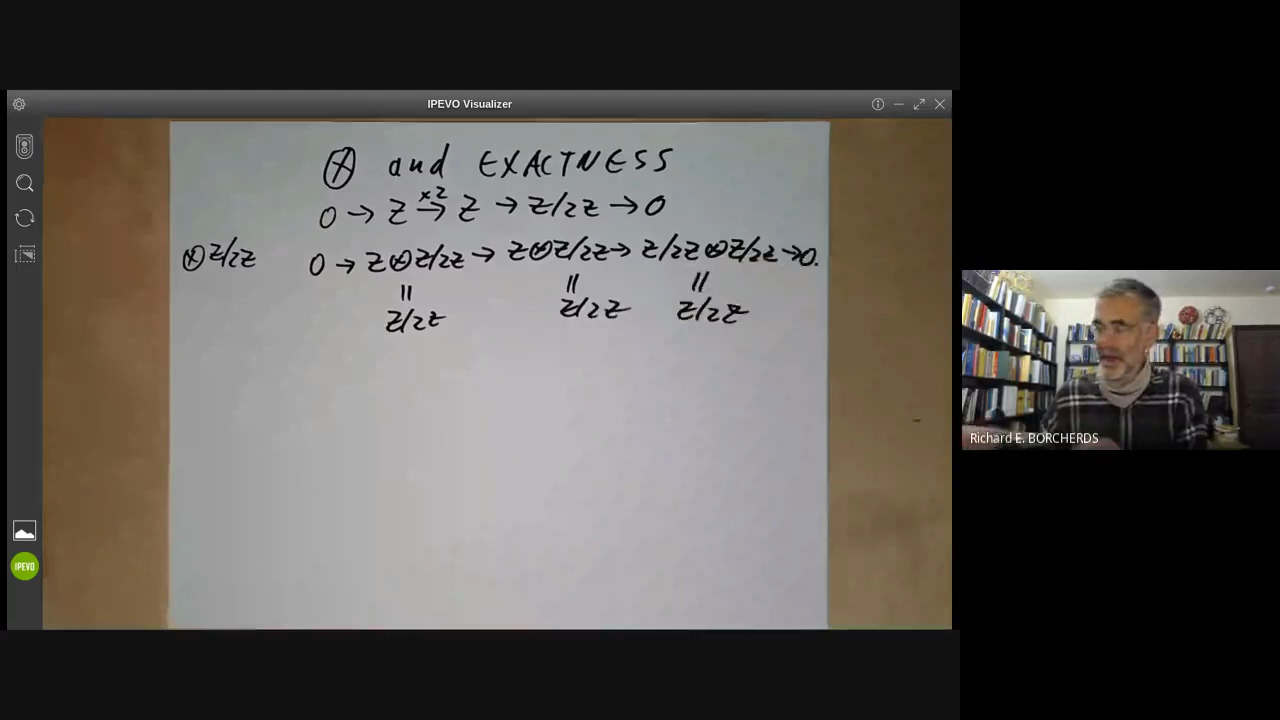 IPEVO Visualizer
⊗ and EXACTNESS
0 → Z →×2 Z → Z/2Z → 0
⊗ Z/2Z 0 → Z⊗Z/2Z → Z⊗Z/2Z → Z/2Z⊗Z/2Z → 0.
= = =
Z/2Z Z/2Z Z/2Z
Richard E. BORCHERDS
IPEVO